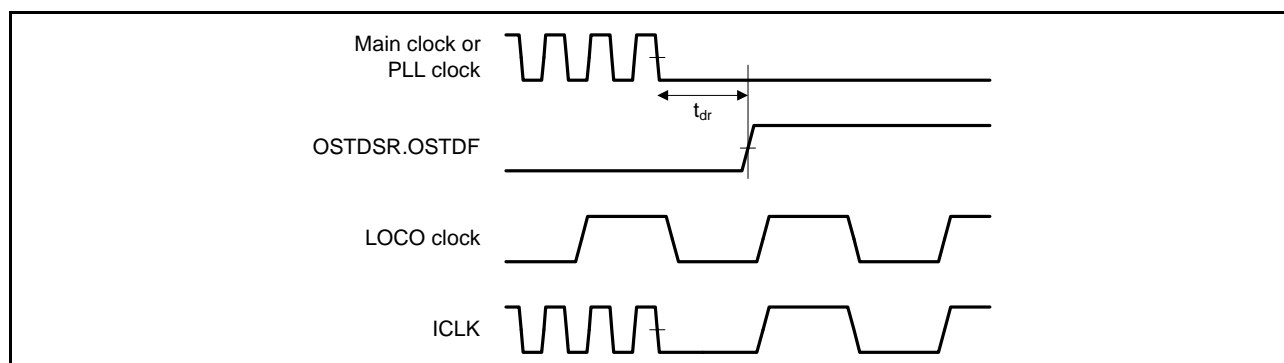 Main clock or
PLL clock
tdr
OSTDSR.OSTDF
LOCO clock
ICLK